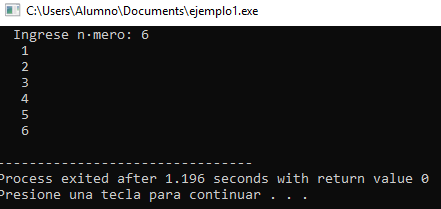 C:\Users\Alumno\Documents\ejemplo1.exe
Ingrese n·mero: 6
1
2
3
4
5
6
--------------------------------
Process exited after 1.196 seconds with return value 0
Presione una tecla para continuar . . .